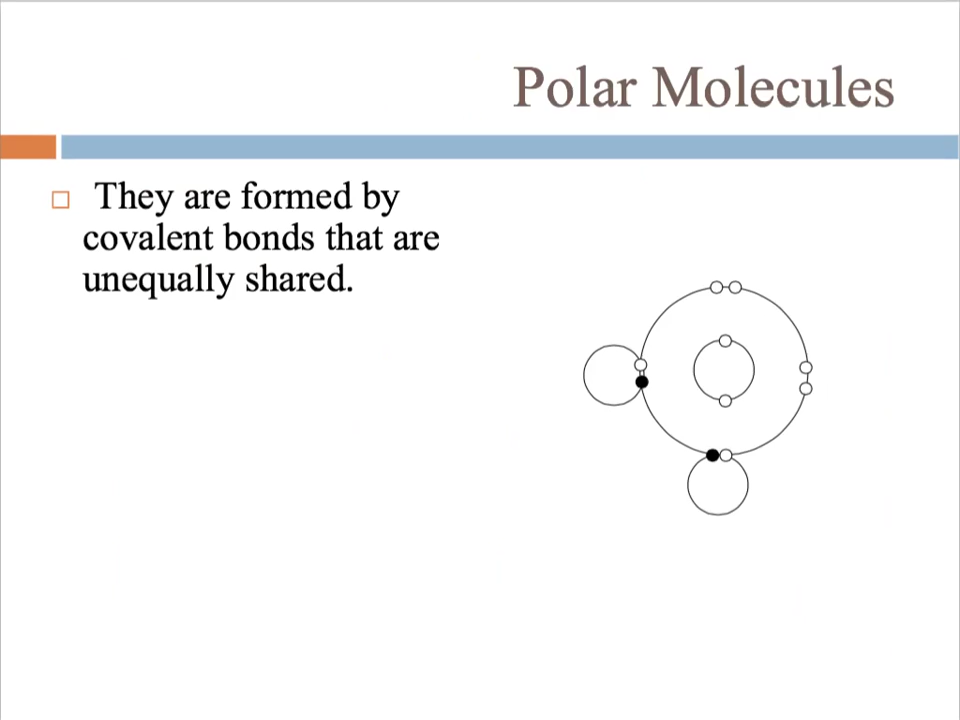 Polar Molecules
They are formed by
covalent bonds that are
unequally shared.